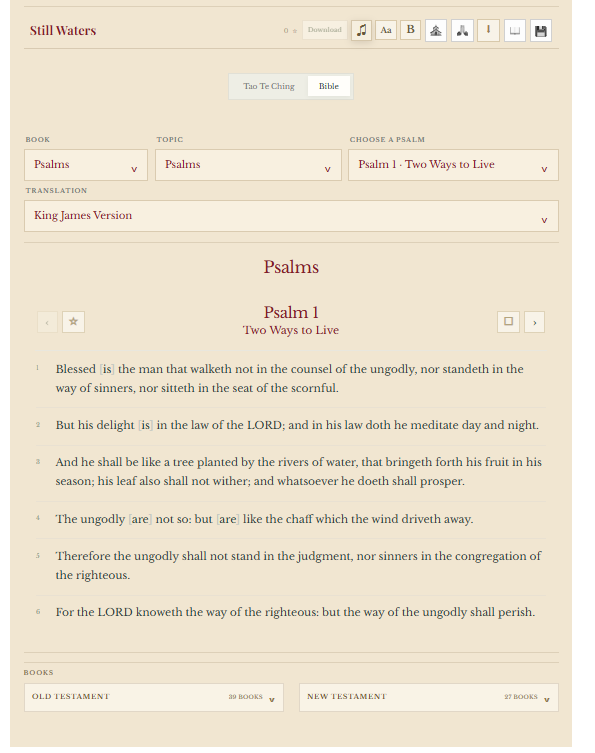 Still Waters
0
Download
Aa
B
Tao Te Ching
Bible
BOOK
TOPIC
CHOOSE A PSALM
Psalms
Psalms
Psalm 1 · Two Ways to Live
TRANSLATION
King James Version
Psalms
Psalm 1
Two Ways to Live
1 Blessed [is] the man that walketh not in the counsel of the ungodly, nor standeth in the
way of sinners, nor sitteth in the seat of the scornful.
2 But his delight [is] in the law of the LORD; and in his law doth he meditate day and night.
3 And he shall be like a tree planted by the rivers of water, that bringeth forth his fruit in his
season; his leaf also shall not wither; and whatsoever he doeth shall prosper.
4 The ungodly [are] not so: but [are] like the chaff which the wind driveth away.
5 Therefore the ungodly shall not stand in the judgment, nor sinners in the congregation of
the righteous.
6 For the LORD knoweth the way of the righteous: but the way of the ungodly shall perish.
BOOKS
OLD TESTAMENT
39 BOOKS
NEW TESTAMENT
27 BOOKS